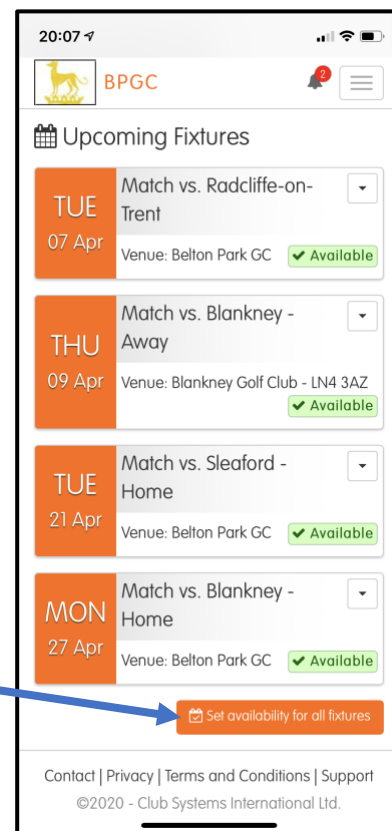 20:07
BPGC
2
Upcoming Fixtures
TUE
07 Apr
Match vs. Radcliffe-on-
Trent
Venue: Belton Park GC
Available
THU
09 Apr
Match vs. Blankney -
Away
Venue: Blankney Golf Club - LN4 3AZ
Available
TUE
21 Apr
Match vs. Sleaford -
Home
Venue: Belton Park GC
Available
MON
27 Apr
Match vs. Blankney -
Home
Venue: Belton Park GC
Available
Set availability for all fixtures
Contact | Privacy | Terms and Conditions | Support
©2020 - Club Systems International Ltd.